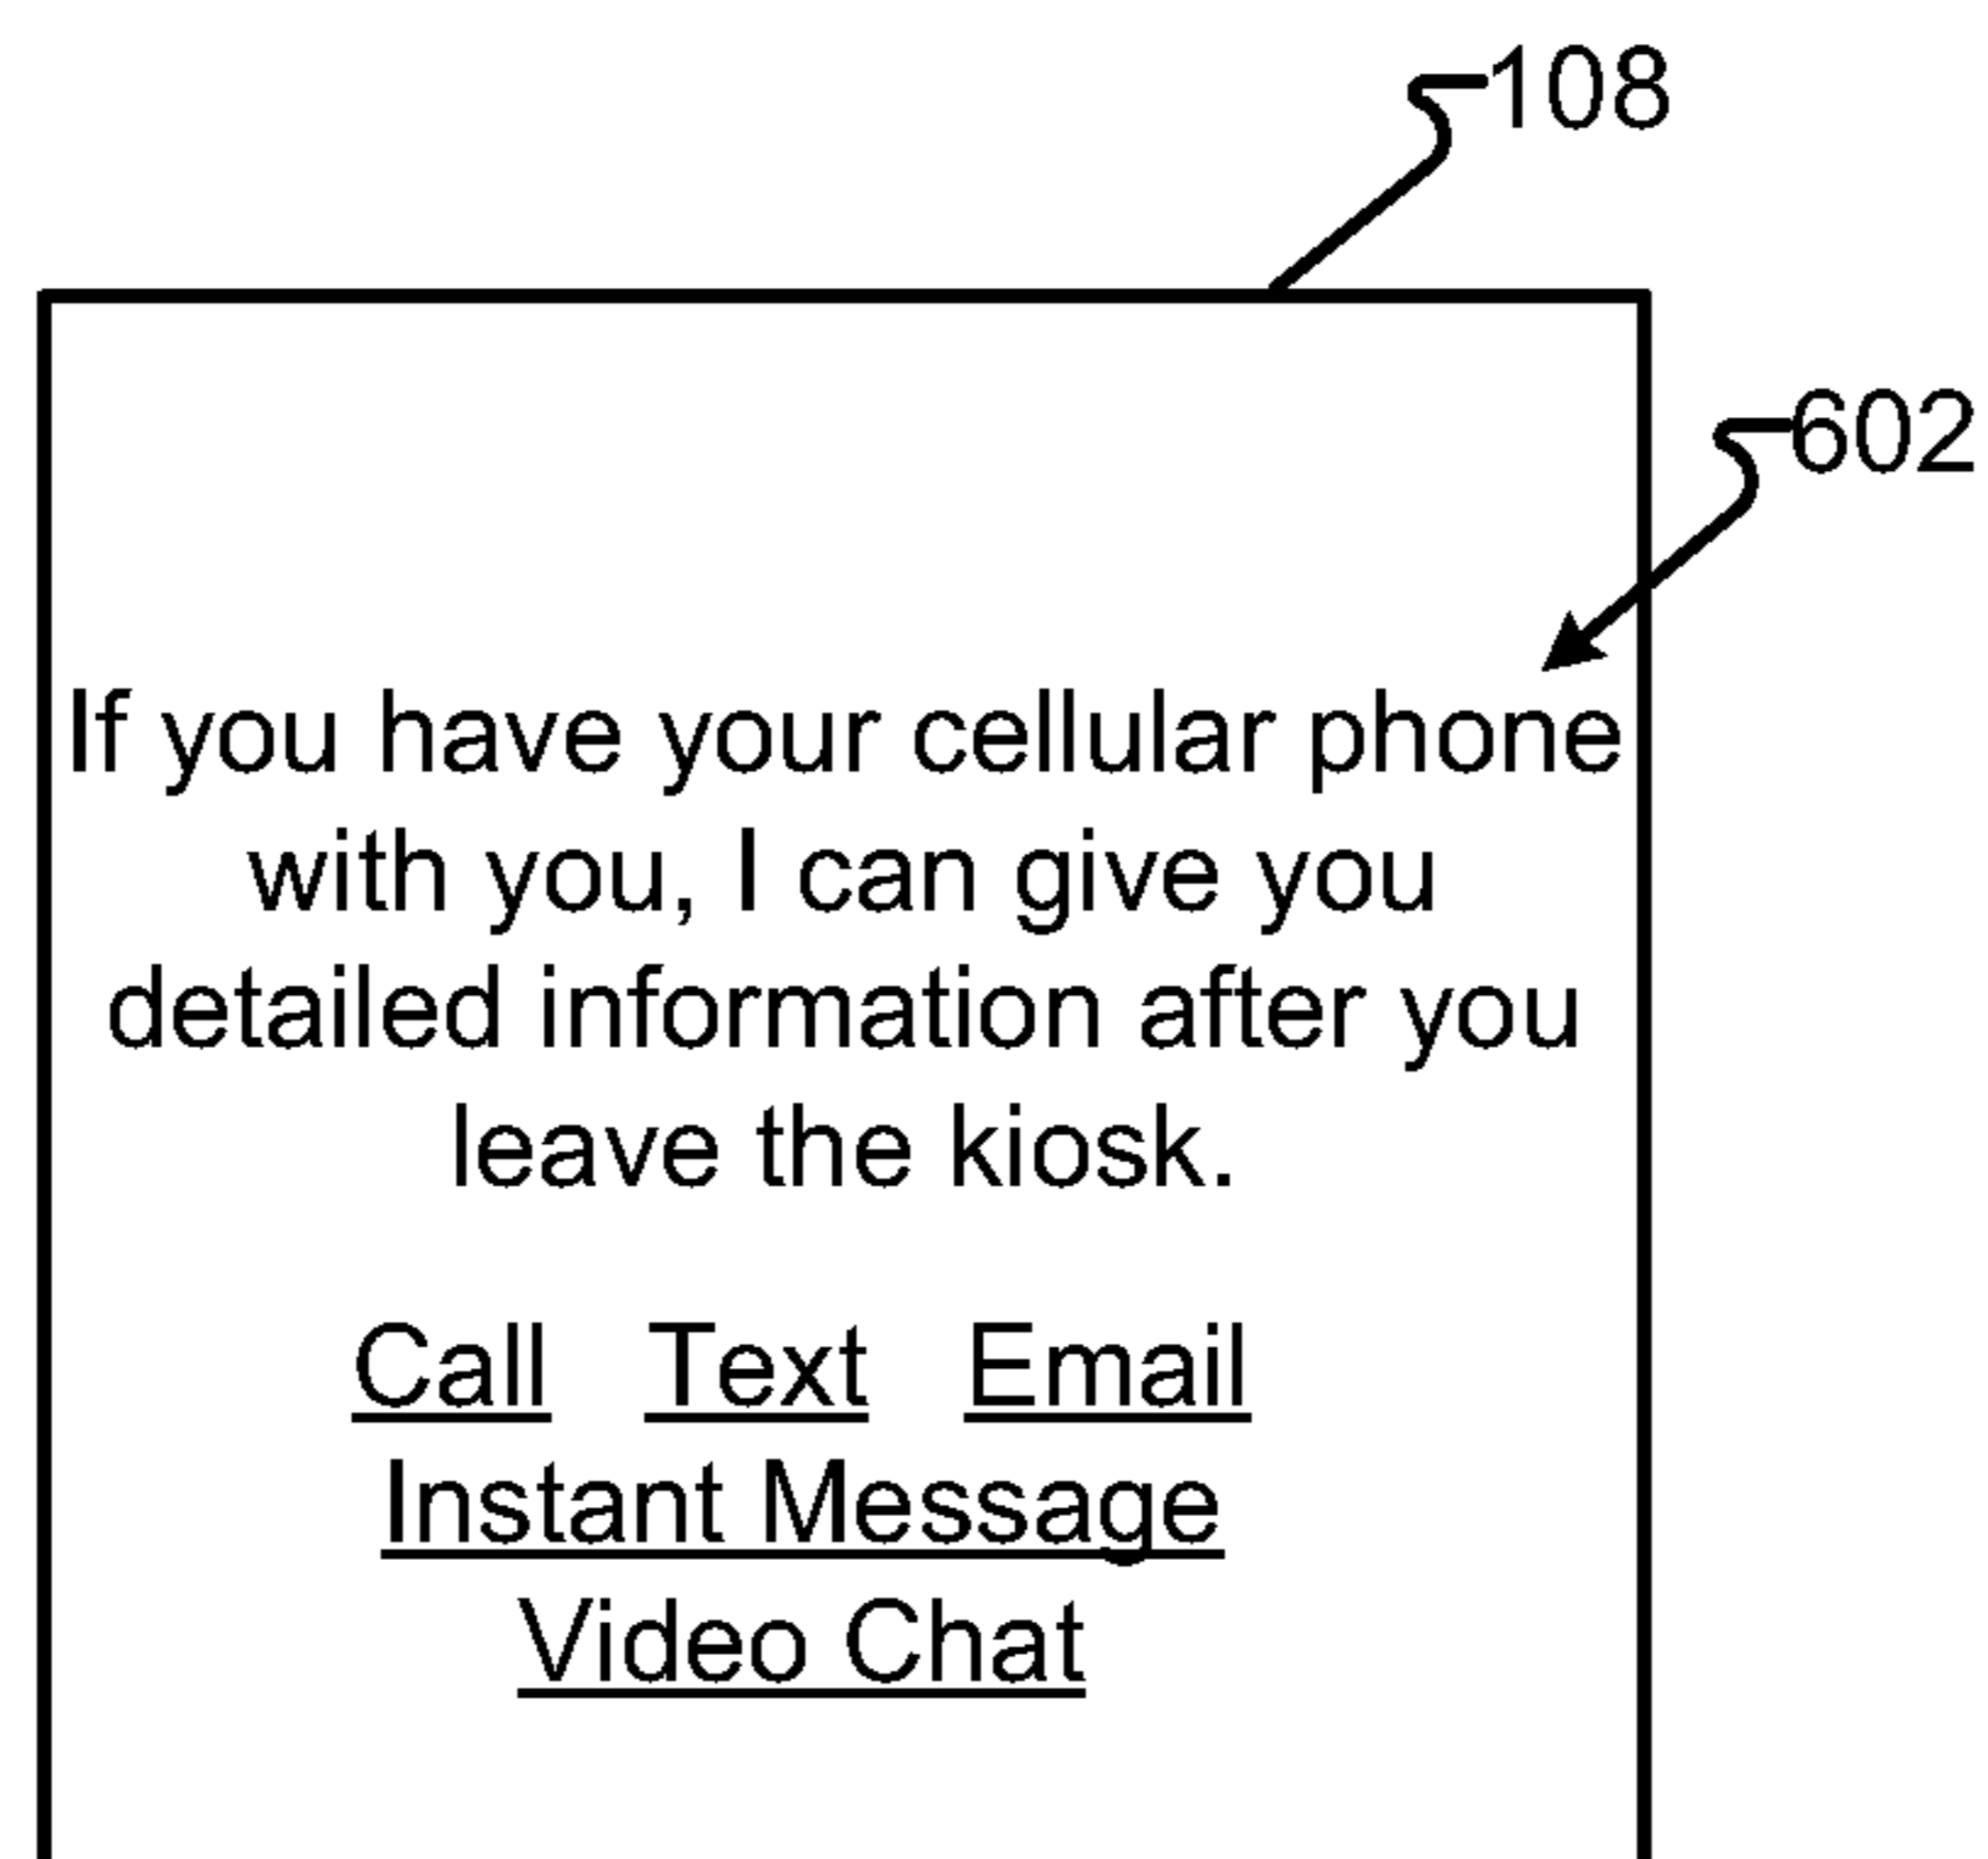 108
602
If you have your cellular phone
with you, I can give you
detailed information after you
leave the kiosk.
Call Text Email
Instant Message
Video Chat